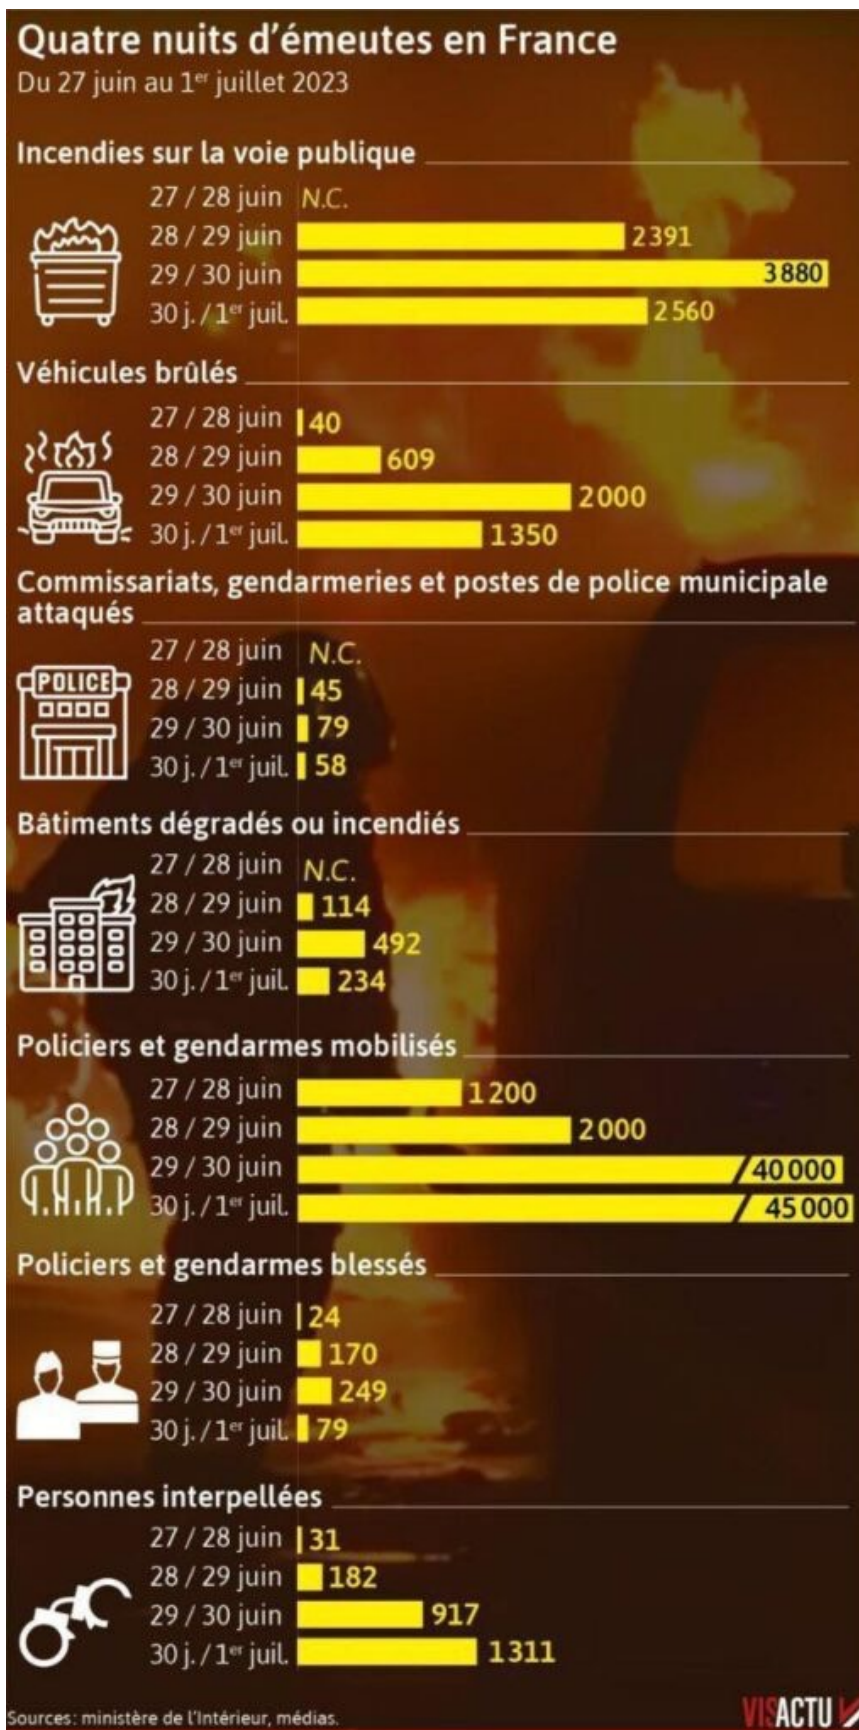 Quatre nuits d'émeutes en France
Du 27 juin au 1er juillet 2023
Incendies sur la voie publique
27 / 28 juin N.C.
28 / 29 juin 2391
29 / 30 juin 3880
30 j. / 1er juil. 2560
Véhicules brûlés
27 / 28 juin 40
28 / 29 juin 609
29 / 30 juin 2000
30 j. / 1er juil. 1350
Commissariats, gendarmeries et postes de police municipale
attaqués
27 / 28 juin N.C.
POLICE
28 / 29 juin 45
29 / 30 juin 79
30 j. / 1er juil. 58
Bâtiments dégradés ou incendiés
27 / 28 juin N.C.
28 / 29 juin 114
29 / 30 juin 492
30 j. / 1er juil. 234
Policiers et gendarmes mobilisés
27 / 28 juin 1200
28 / 29 juin 2000
29 / 30 juin 40000
30 j. / 1er juil. 45000
Policiers et gendarmes blessés
27 / 28 juin 24
28 / 29 juin 170
29 / 30 juin 249
30 j. / 1er juil. 79
Personnes interpellées
27 / 28 juin 31
28 / 29 juin 182
29 / 30 juin 917
30 j. / 1er juil. 1311
Sources: ministère de l'Intérieur, médias.
VISACTU